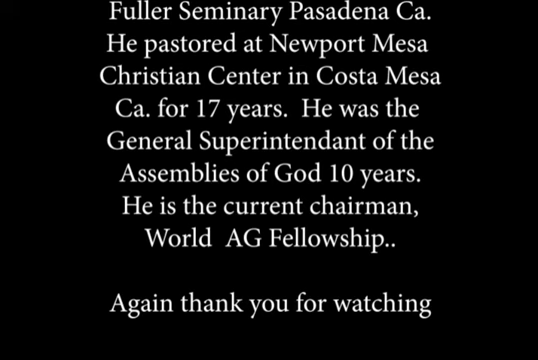 Fuller Seminary Pasadena Ca.
He pastored at Newport Mesa
Christian Center in Costa Mesa
Ca. for 17 years.  He was the
General Superintendant of the
Assemblies of God 10 years.
He is the current chairman,
World  AG Fellowship..
Again thank you for watching